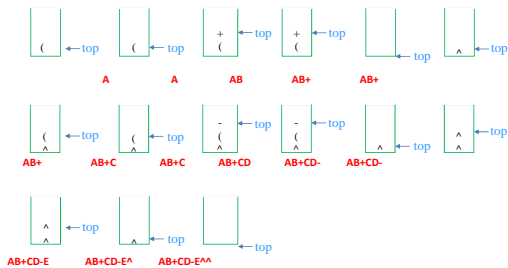 + top + top
( top ( top ( ( top ^ top
A A AB AB+ AB+
- top - top
( top ( top ( ( ^ top
^ ^ ^ ^ ^ top ^
AB+ AB+C AB+C AB+CD AB+CD- AB+CD-
^ top
^ ^ top top
AB+CD-E AB+CD-E^ AB+CD-E^^